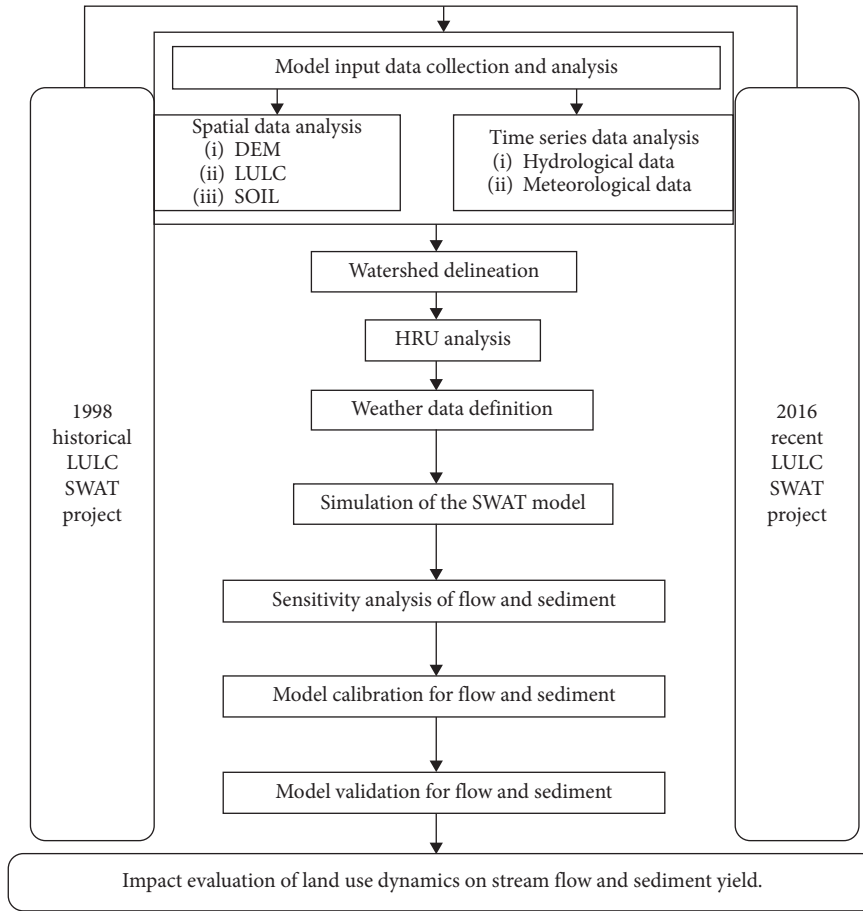 Model input data collection and analysis
Spatial data analysis
(i) DEM
(ii) LULC
(iii) SOIL
Time series data analysis
(i) Hydrological data
(ii) Meteorological data
Watershed delineation
HRU analysis
Weather data definition
1998
historical
LULC
SWAT
project
2016
recent
LULC
SWAT
project
Simulation of the SWAT model
Sensitivity analysis of flow and sediment
Model calibration for flow and sediment
Model validation for flow and sediment
Impact evaluation of land use dynamics on stream flow and sediment yield.